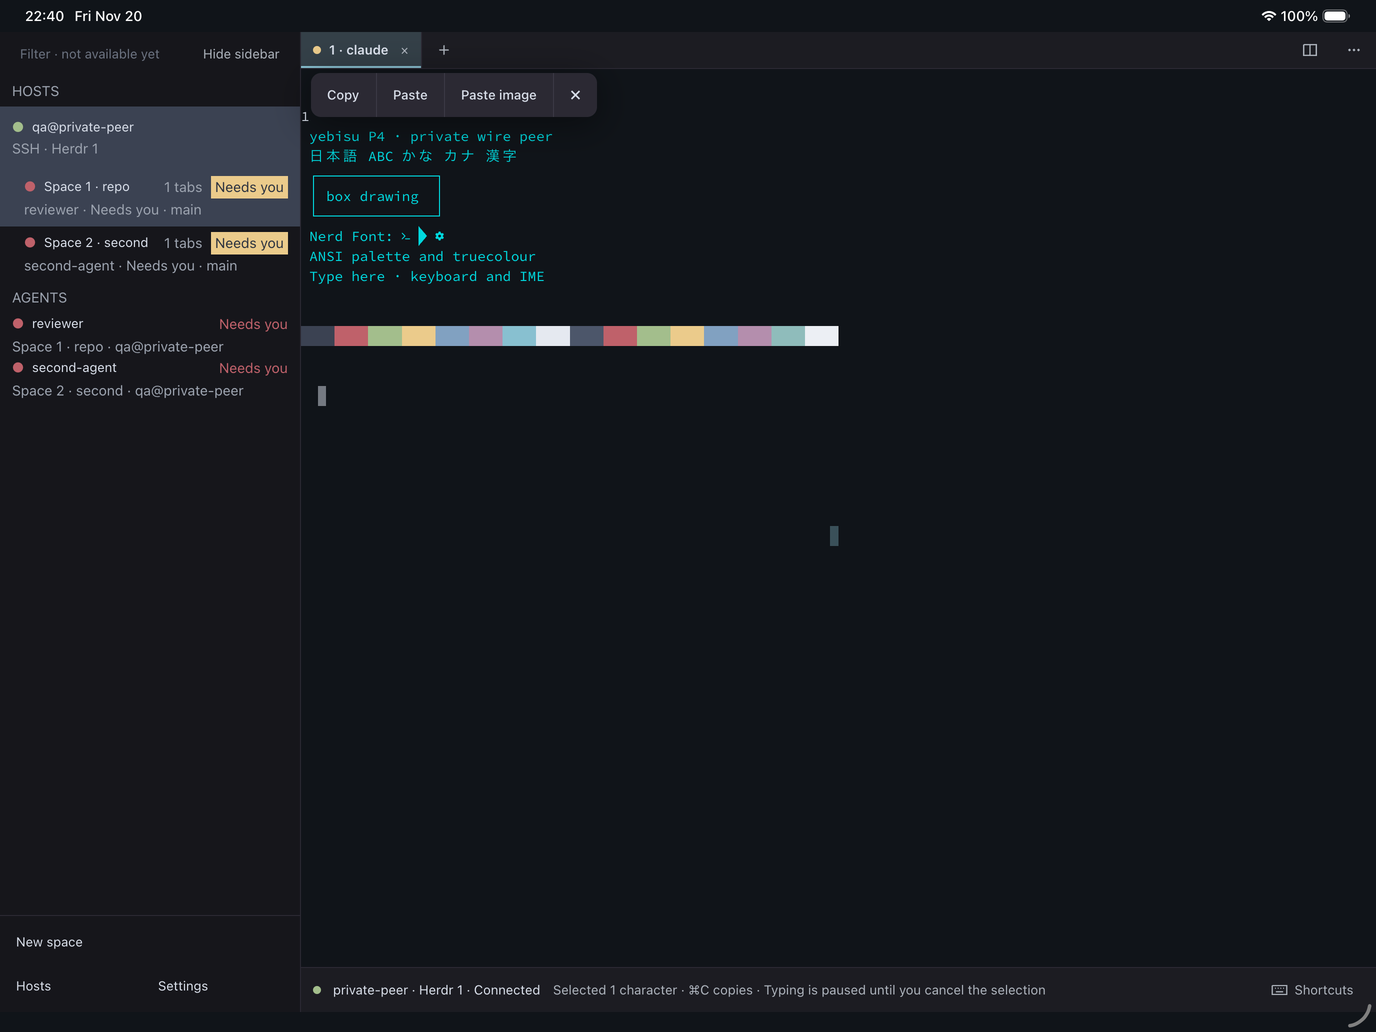 22:40 Fri Nov 20
100%
Filter · not available yet
Hide sidebar
HOSTS
qa@private-peer
SSH · Herdr 1
Space 1 · repo 1 tabs Needs you
reviewer · Needs you · main
Space 2 · second 1 tabs Needs you
second-agent · Needs you · main
AGENTS
reviewer Needs you
Space 1 · repo · qa@private-peer
second-agent Needs you
Space 2 · second · qa@private-peer
New space
Hosts Settings
1 · claude × +
Copy Paste Paste image ✕
1
yebisu P4 · private wire peer
日本語 ABC かな カナ 漢字
box drawing
Nerd Font:
ANSI palette and truecolour
Type here · keyboard and IME
private-peer · Herdr 1 · Connected Selected 1 character · ⌘C copies · Typing is paused until you cancel the selection
Shortcuts